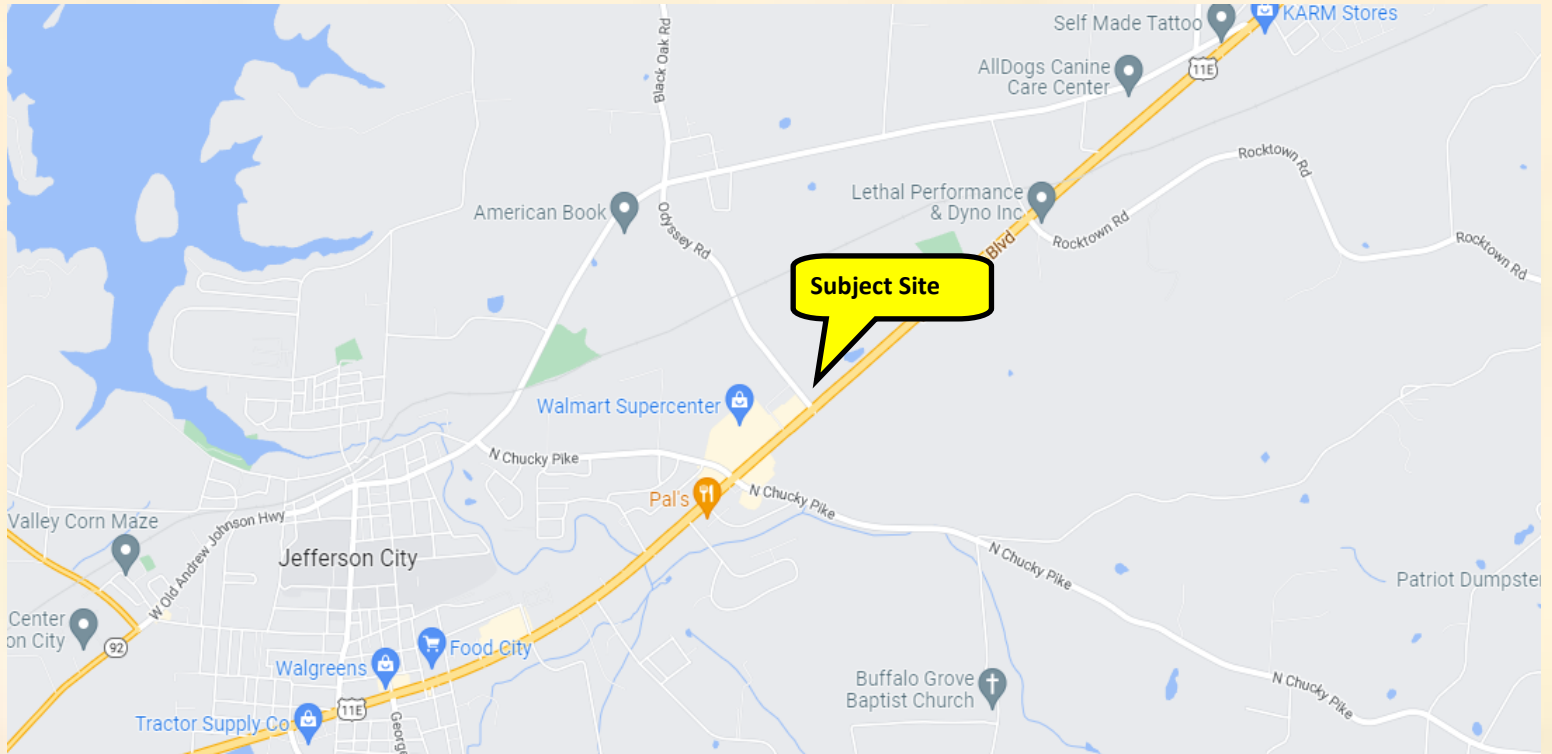 KARM Stores
Self Made Tattoo
Black Oak Rd
AllDogs Canine
Care Center
11E
Rocktown Rd
Lethal Performance
& Dyno Inc
American Book
Odyssey Rd
Rocktown Rd
Blvd
Rocktown Rd
Subject Site
Walmart Supercenter
N Chucky Pike
Pal's
N Chucky Pike
Valley Corn Maze
W Old Andrew Johnson Hwy
Jefferson City
N Chucky Pike
Patriot Dumpster
Center
on City
92
Food City
Walgreens
Buffalo Grove
Baptist Church
N Chucky Pike
11E
Tractor Supply Co
George